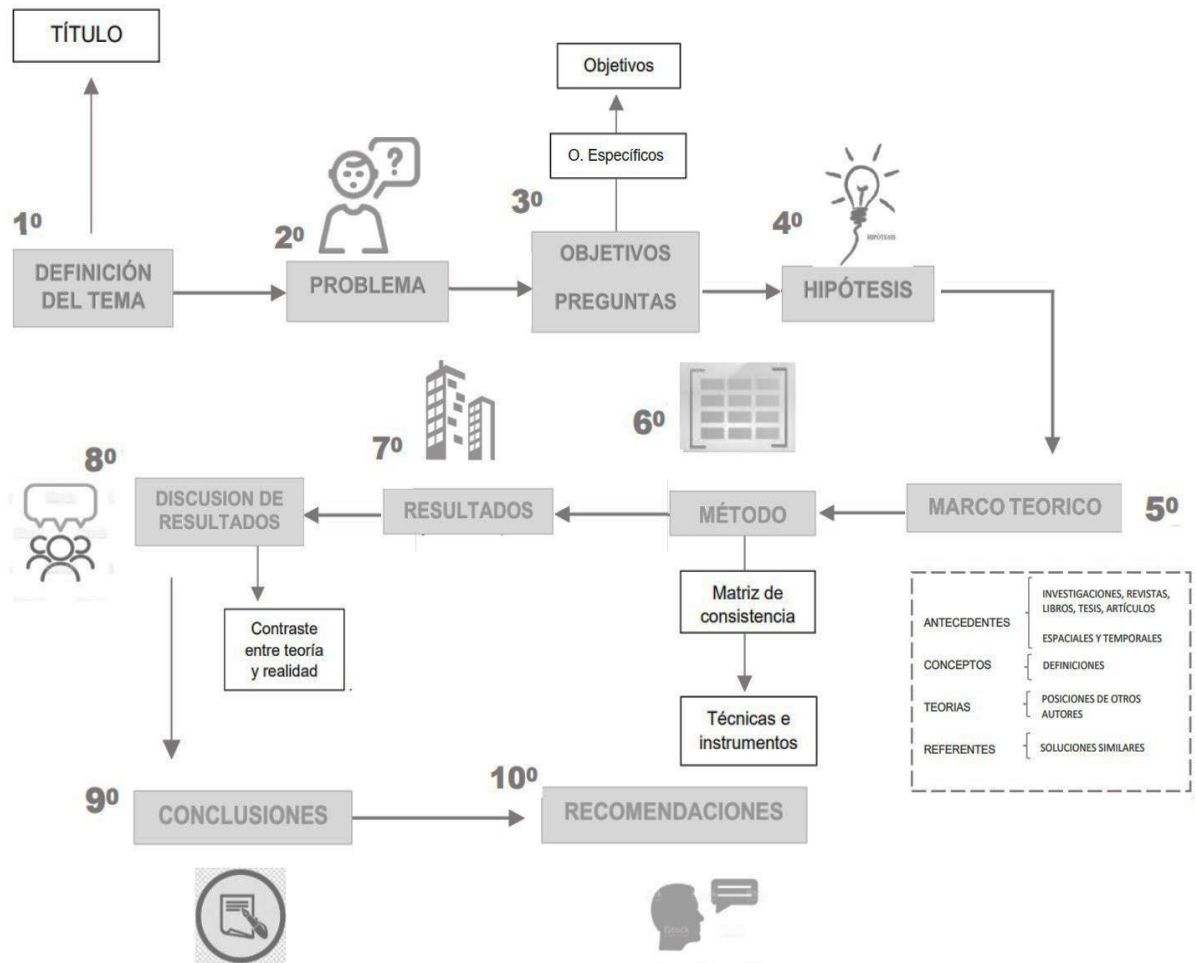 TÍTULO
Objetivos
O. Específicos
?
1º
DEFINICIÓN
DEL TEMA
2º
PROBLEMA
3º
OBJETIVOS
PREGUNTAS
4º
HIPÓTESIS
HIPÓTESIS
5º
MARCO TEORICO
ANTECEDENTES
INVESTIGACIONES, REVISTAS,
LIBROS, TESIS, ARTÍCULOS
ESPACIALES Y TEMPORALES
CONCEPTOS
DEFINICIONES
TEORIAS
POSICIONES DE OTROS
AUTORES
REFERENTES
SOLUCIONES SIMILARES
6º
MÉTODO
Matriz de
consistencia
Técnicas e
instrumentos
7º
RESULTADOS
8º
DISCUSION DE
RESULTADOS
Contraste
entre teoría
y realidad
.
9º
CONCLUSIONES
10º
RECOMENDACIONES
iStock